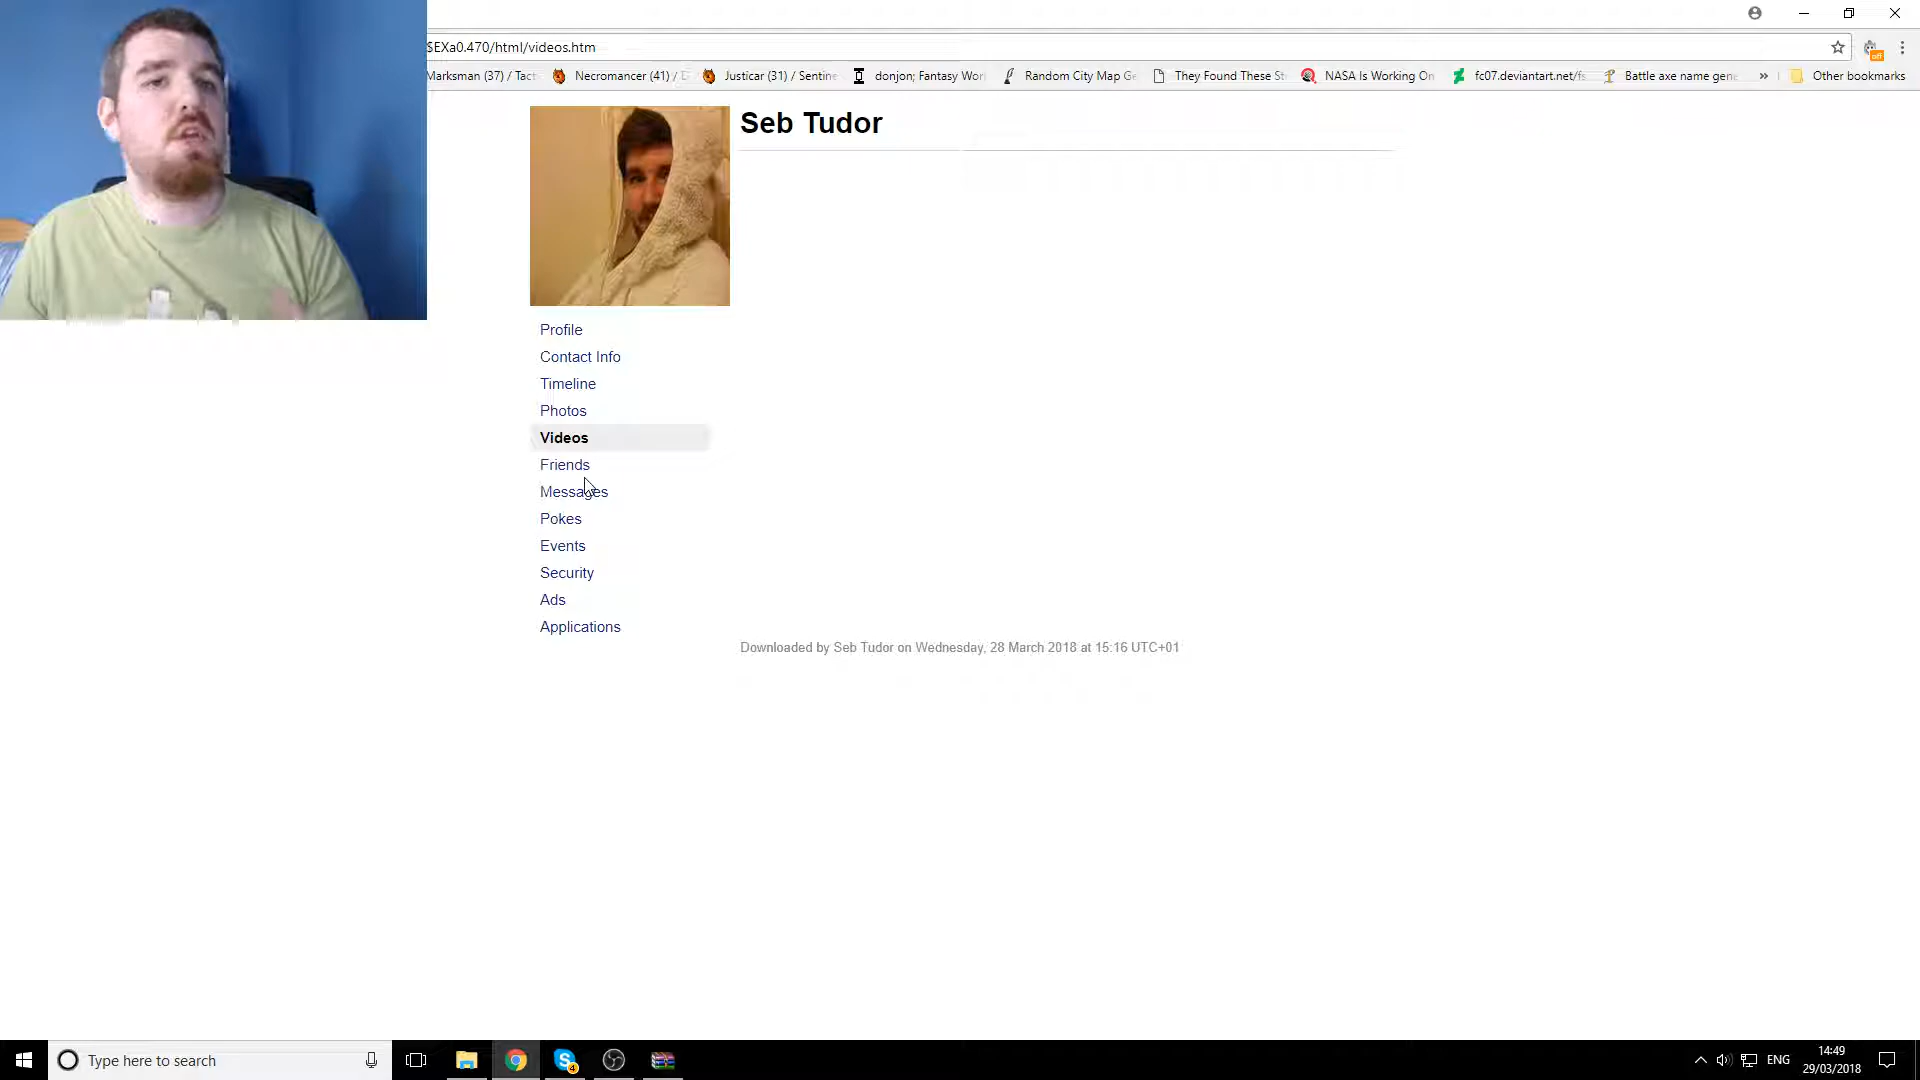 $EXa0.470/html/videos.htm
Marksman (37) / Tact
Necromancer (41) / D
Justicar (31) / Sentine
donjon; Fantasy Wor
Random City Map Ge
They Found These St
NASA Is Working On
fc07.deviantart.net/fs
Battle axe name gene
»
Other bookmarks
Seb Tudor
Profile
Contact Info
Timeline
Photos
Videos
Friends
Messages
Pokes
Events
Security
Ads
Applications
Downloaded by Seb Tudor on Wednesday, 28 March 2018 at 15:16 UTC+01
Type here to search
4
ENG
14:49
29/03/2018